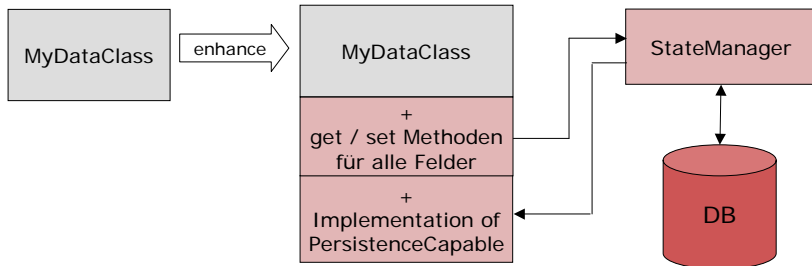 MyDataClass
enhance
MyDataClass
+
get / set Methoden
für alle Felder
+
Implementation of
PersistenceCapable
StateManager
DB